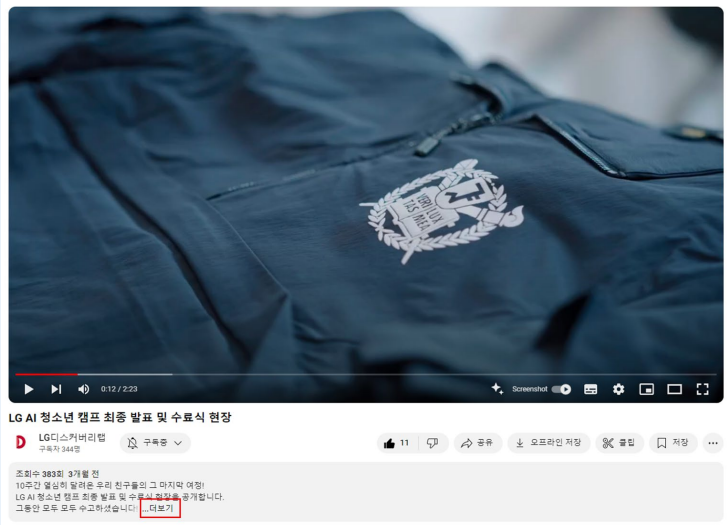 VERI LUX
TAS MEA
0:12 / 2:23
Screenshot
LG AI 청소년 캠프 최종 발표 및 수료식 현장
LG디스커버리랩
구독자 344명
구독중
11
공유
오프라인 저장
클립
저장
조회수 383회 3개월 전
10주간 열심히 달려온 우리 친구들의 그 마지막 여정!
LG AI 청소년 캠프 최종 발표 및 수료식 현장을 공개합니다.
그동안 모두 모두 수고하셨습니다! ...더보기